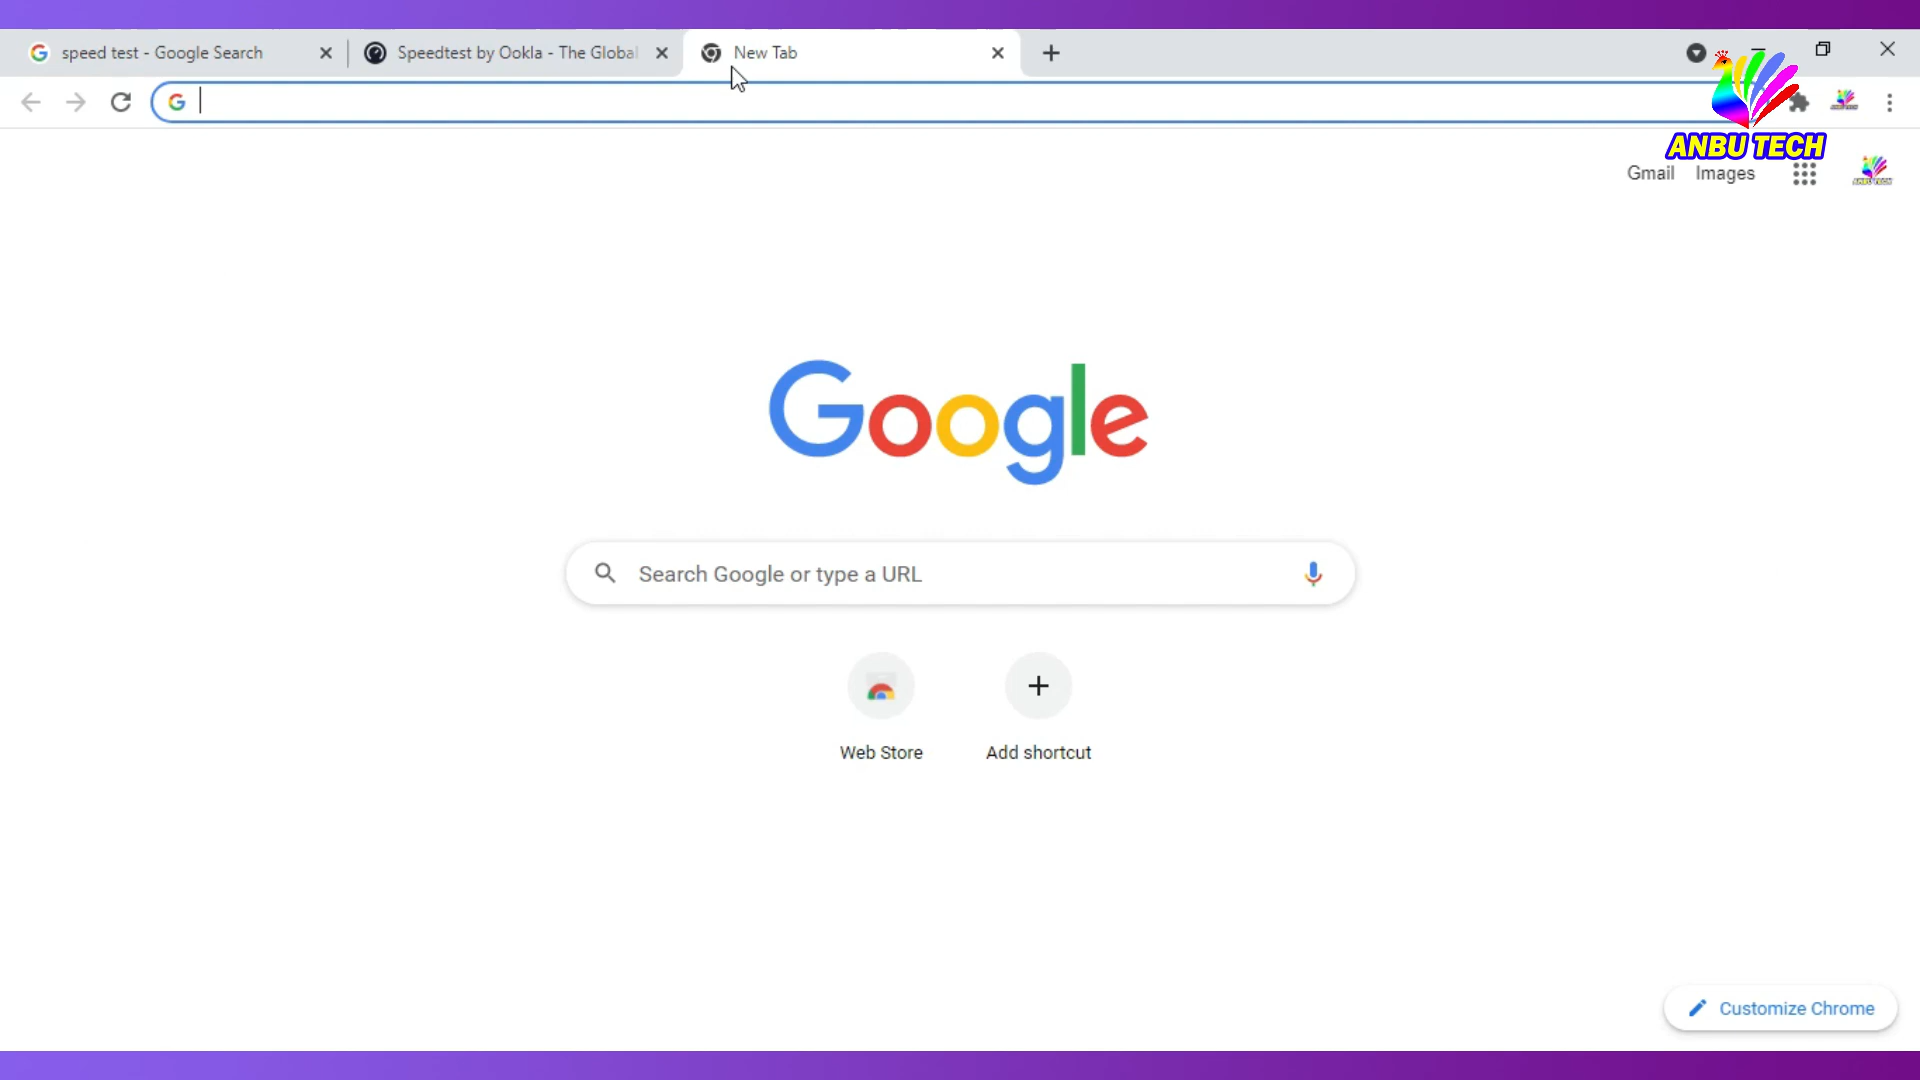 speed test - Google Search
Speedtest by Ookla - The Global
New Tab
ANBU TECH
Gmail
Images
Google
Search Google or type a URL
Web Store
Add shortcut
Customize Chrome